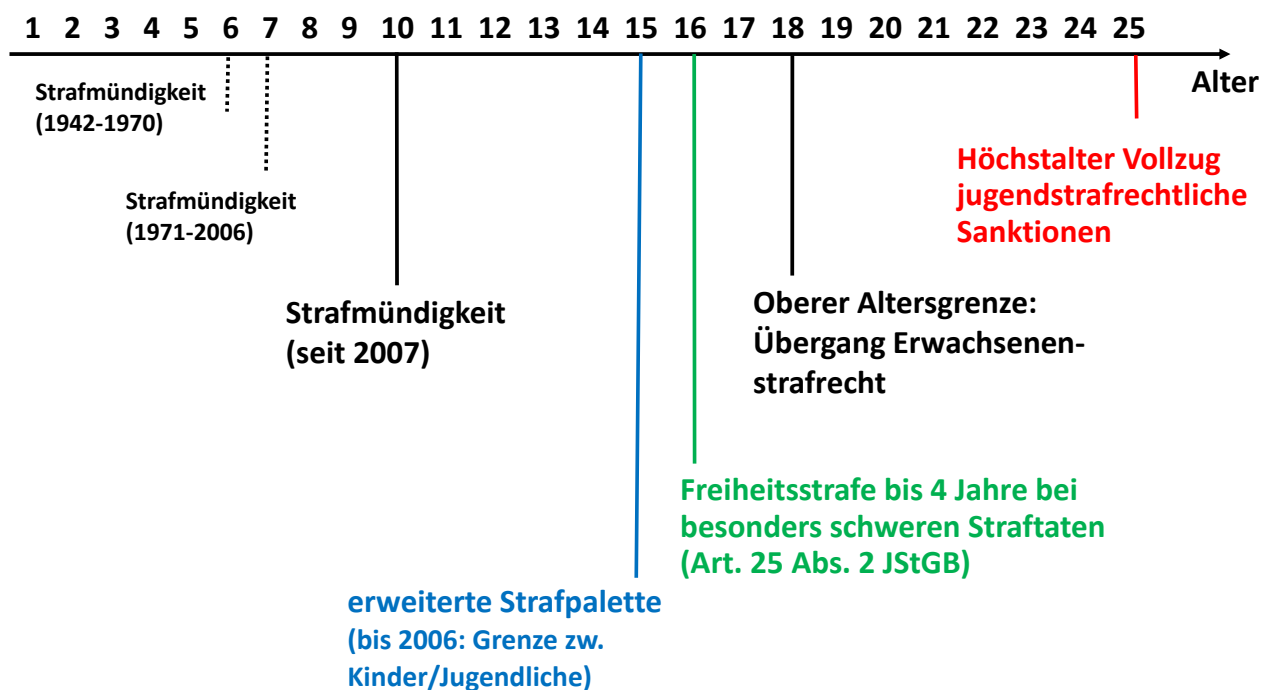 1 2 3 4 5 6 7 8 9 10 11 12 13 14 15 16 17 18 19 20 21 22 23 24 25
Alter
Strafmündigkeit
(1942-1970)
Strafmündigkeit
(1971-2006)
Strafmündigkeit
(seit 2007)
erweiterte Strafpalette
(bis 2006: Grenze zw.
Kinder/Jugendliche)
Freiheitsstrafe bis 4 Jahre bei
besonders schweren Straftaten
(Art. 25 Abs. 2 JStGB)
Oberer Altersgrenze:
Übergang Erwachsenen-
strafrecht
Höchstalter Vollzug
jugendstrafrechtliche
Sanktionen